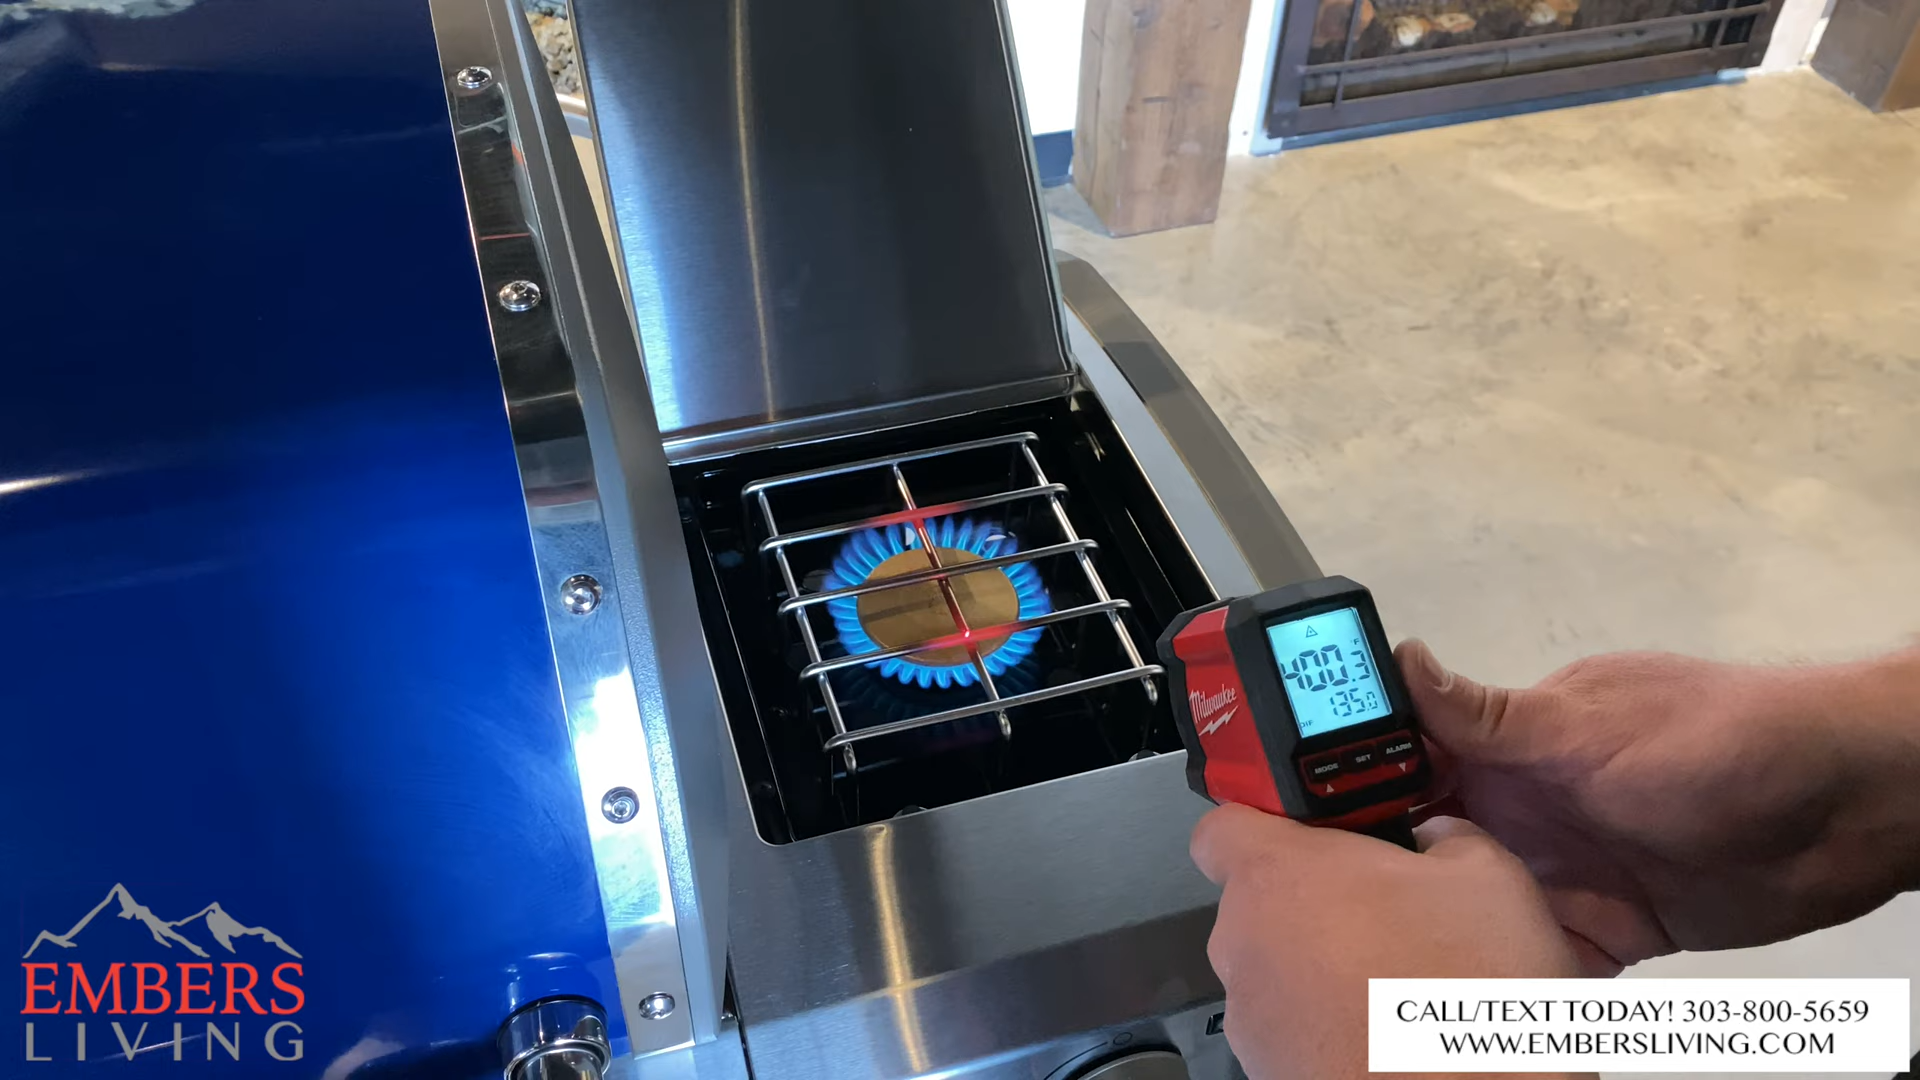 °F
400.3
DIF 135.0
Milwaukee
MODE SET ALARM
EMBERS
LIVING
CALL/TEXT TODAY! 303-800-5659
WWW.EMBERSLIVING.COM